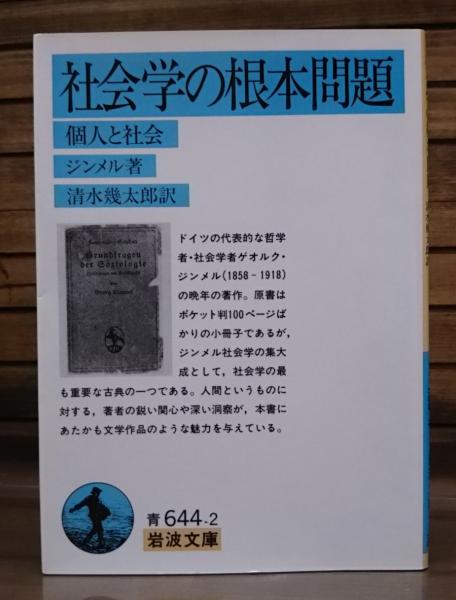 社会学の根本問題
個人と社会
ジンメル著
清水幾太郎訳
Grundfragen
der Soziologie
Georg Simmel
ドイツの代表的な哲学
者・社会学者ゲオルク・
ジンメル(1858－1918)
の晩年の著作。原書は
ポケット判100ページば
かりの小冊子であるが，
ジンメル社会学の集大
成として，社会学の最
も重要な古典の一つである。人間というものに
対する，著者の鋭い関心や深い洞察が，本書に
あたかも文学作品のような魅力を与えている。
青644-2
岩波文庫